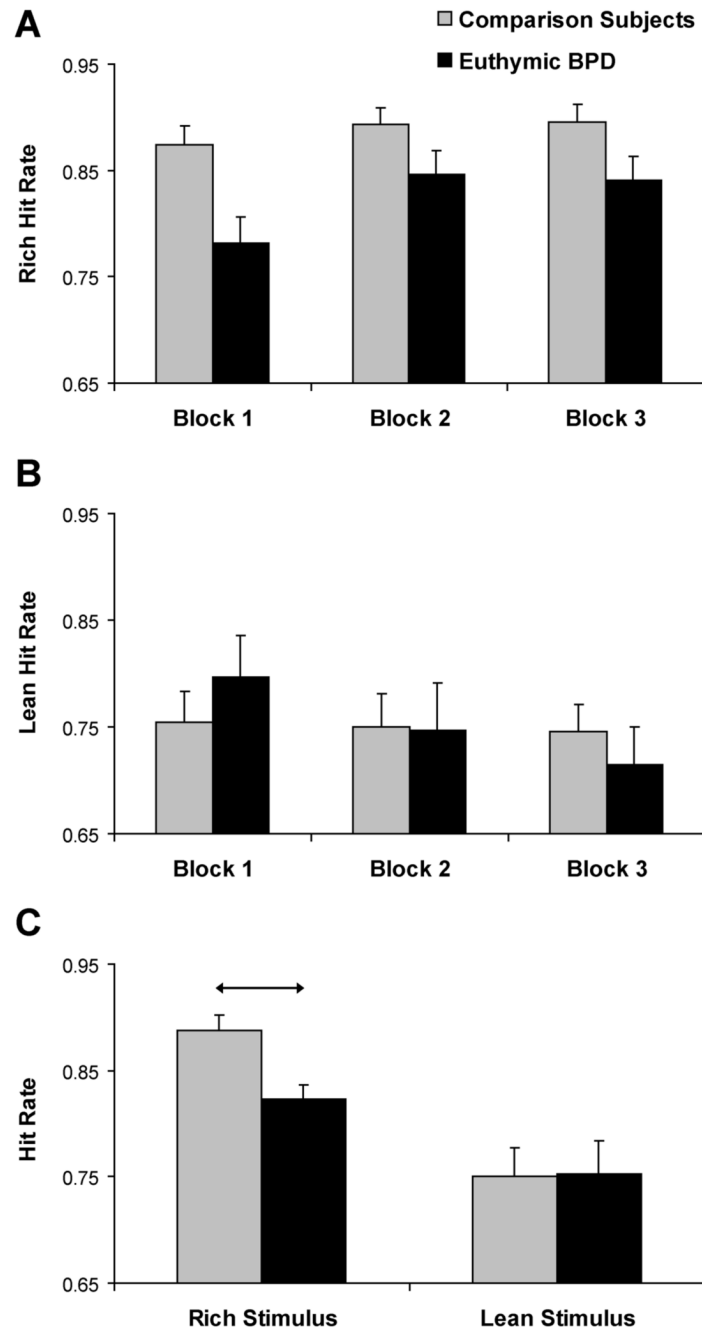 A
Comparison Subjects
Euthymic BPD
0.95
0.85
0.75
0.65
Rich Hit Rate
Block 1 Block 2 Block 3
B
0.95
0.85
0.75
0.65
Lean Hit Rate
Block 1 Block 2 Block 3
C
0.95
0.85
0.75
0.65
Hit Rate
Rich Stimulus Lean Stimulus